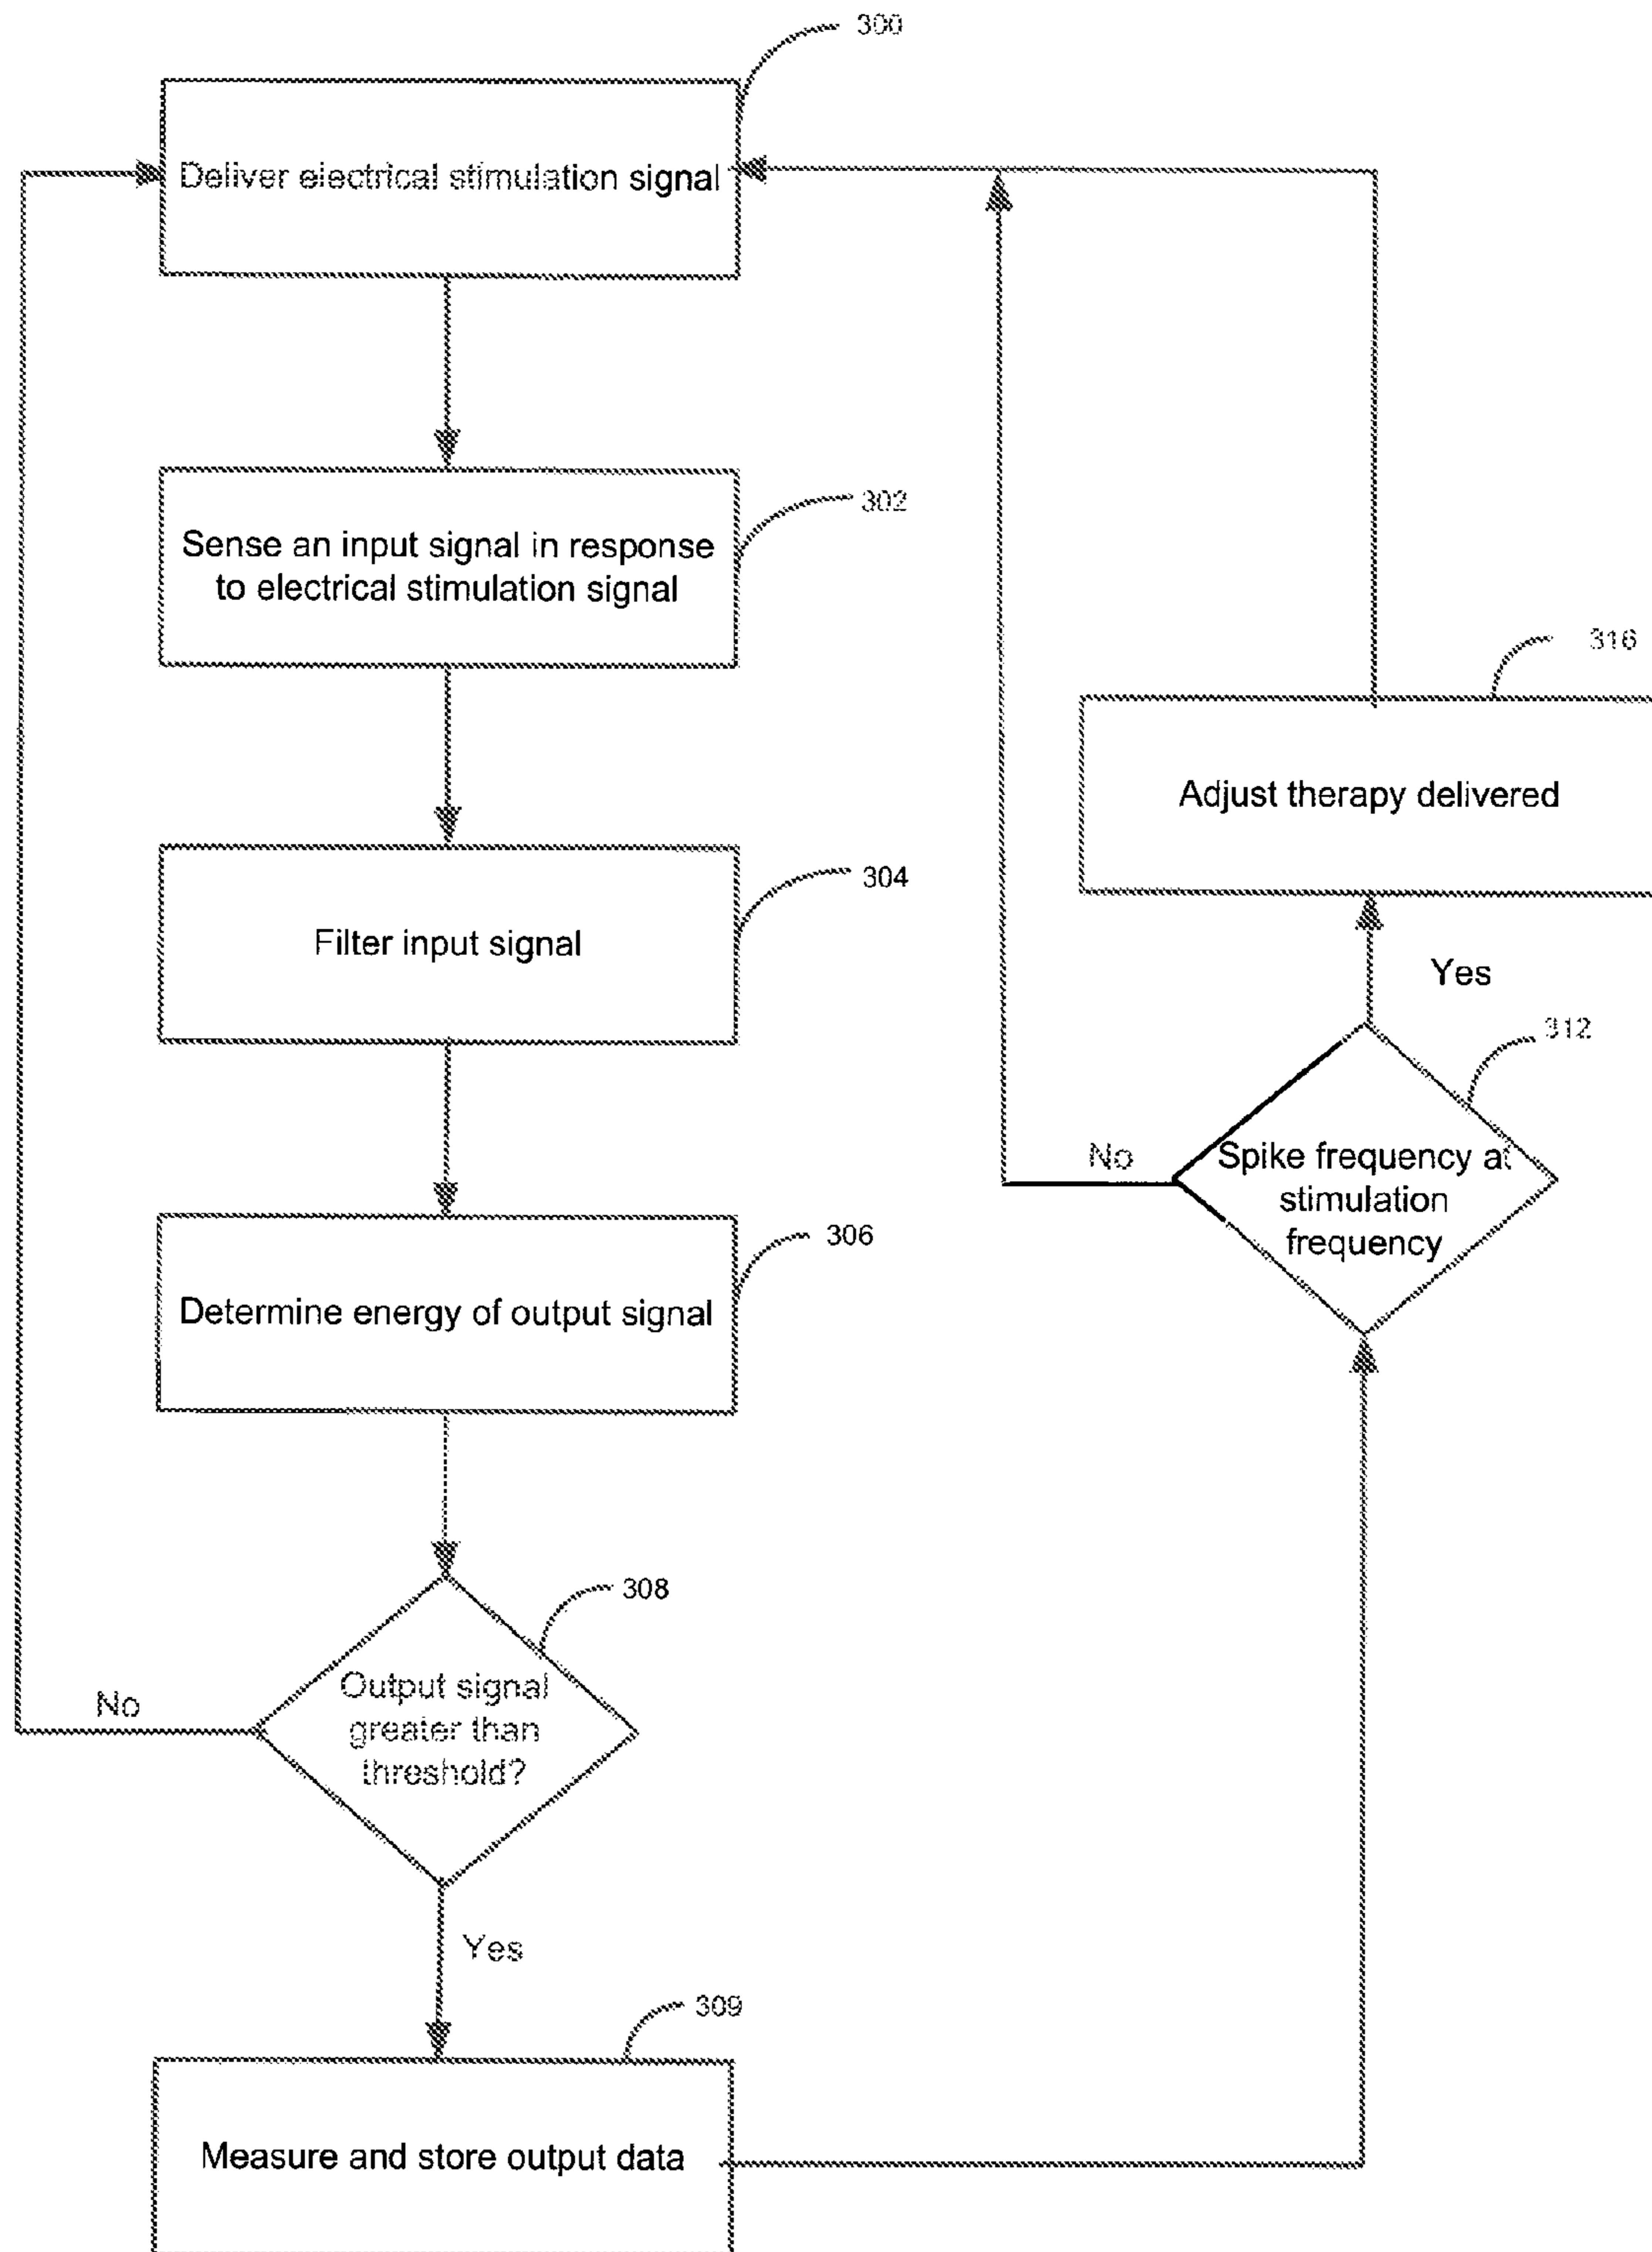 300
Deliver electrical stimulation signal
302
Sense an input signal in response
to electrical stimulation signal
304
Filter input signal
306
Determine energy of output signal
308
Output signal
greater than
threshold?
No
Yes
309
Measure and store output data
312
Spike frequency at
stimulation
frequency
No
Yes
316
Adjust therapy delivered